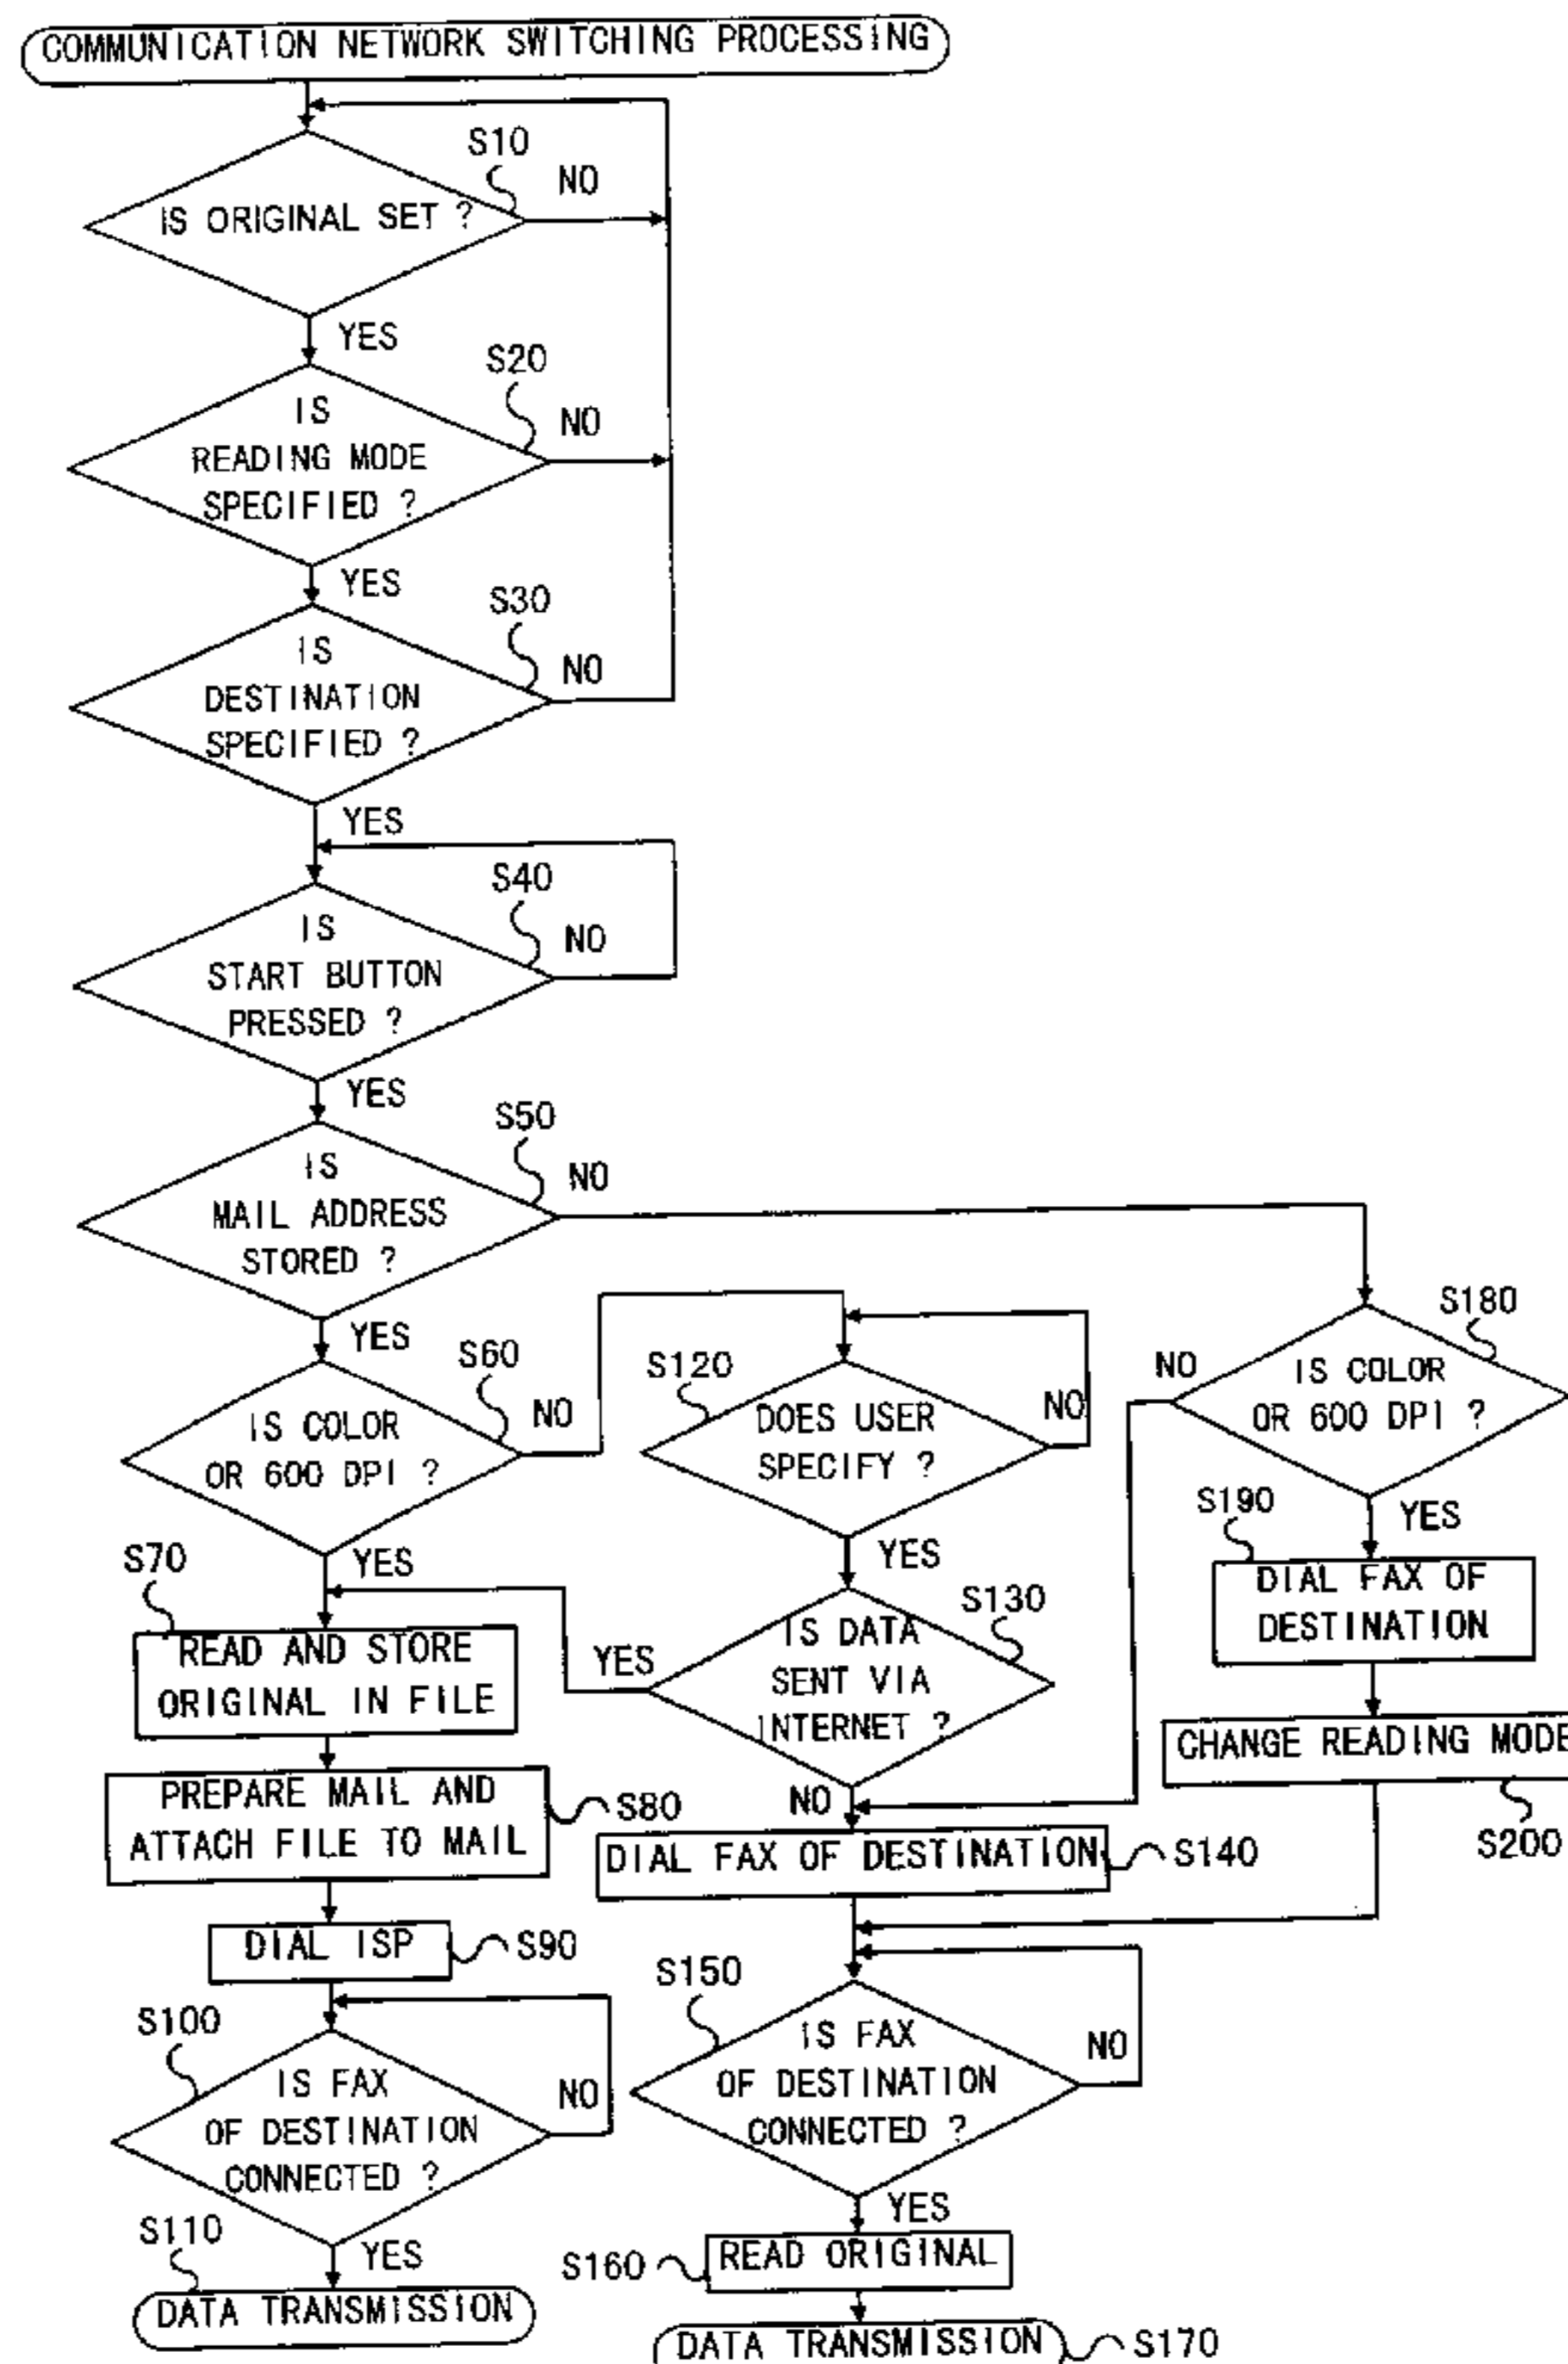 COMMUNICATION NETWORK SWITCHING PROCESSING
S10
NO
IS ORIGINAL SET ?
YES
S20
NO
IS
READING MODE
SPECIFIED ?
YES
S30
NO
IS
DESTINATION
SPECIFIED ?
YES
S40
NO
IS
START BUTTON
PRESSED ?
YES
S50
NO
IS
MAIL ADDRESS
STORED ?
YES
S60
NO
IS COLOR
OR 600 DPI ?
YES
S120
NO
DOES USER
SPECIFY ?
YES
S180
NO
IS COLOR
OR 600 DPI ?
YES
S190
DIAL FAX OF
DESTINATION
CHANGE READING MODE
S200
S130
YES
IS DATA
SENT VIA
INTERNET ?
NO
S70
READ AND STORE
ORIGINAL IN FILE
PREPARE MAIL AND
ATTACH FILE TO MAIL
S80
DIAL FAX OF DESTINATION
S140
DIAL ISP
S90
S100
IS FAX
OF DESTINATION
CONNECTED ?
NO
YES
S110
DATA TRANSMISSION
S150
IS FAX
OF DESTINATION
CONNECTED ?
NO
YES
S160
READ ORIGINAL
DATA TRANSMISSION
S170